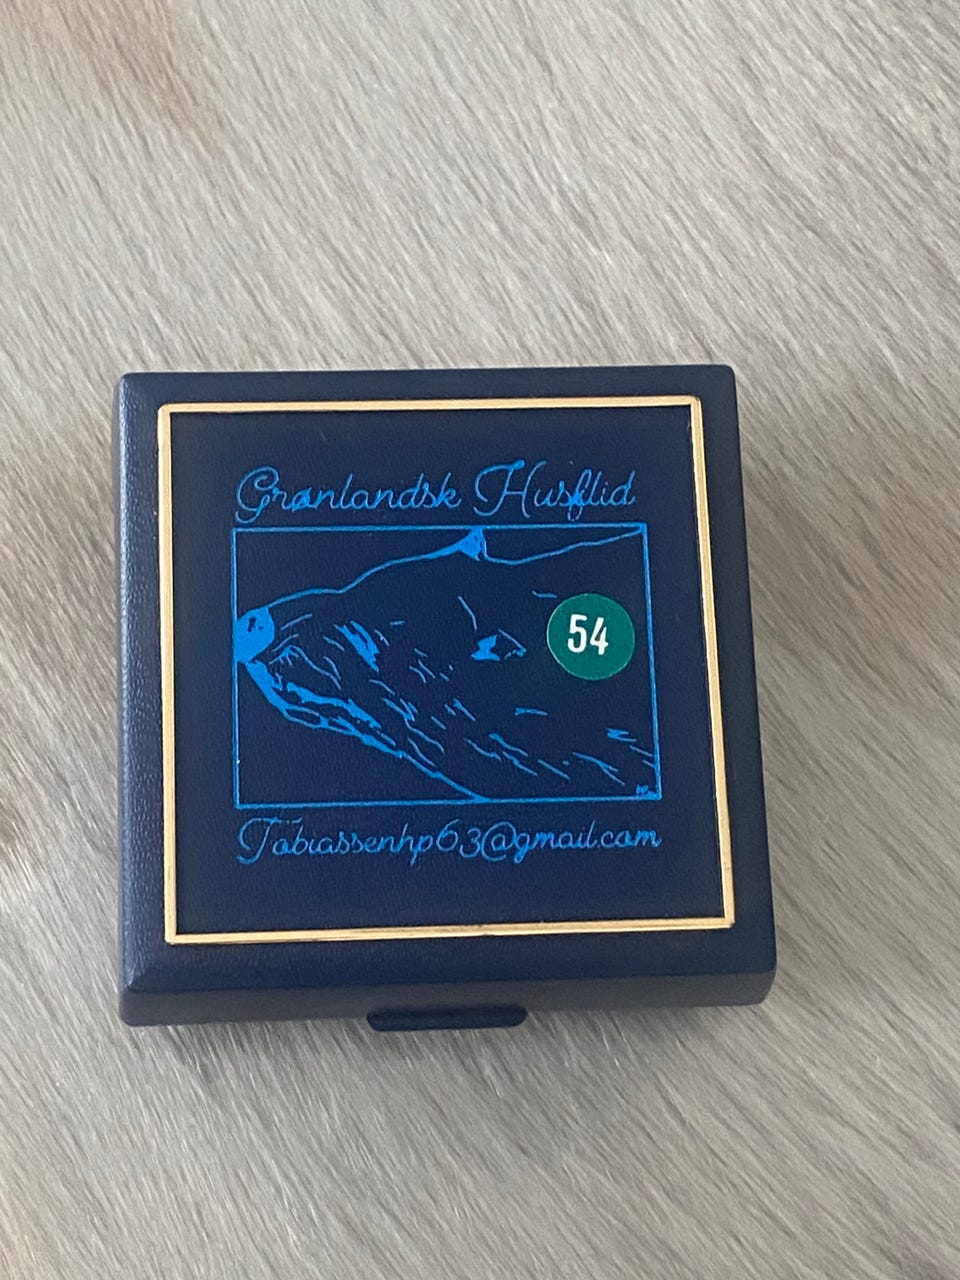 Grønlandsk Husflid
54
Tobiassenhp63@gmail.com